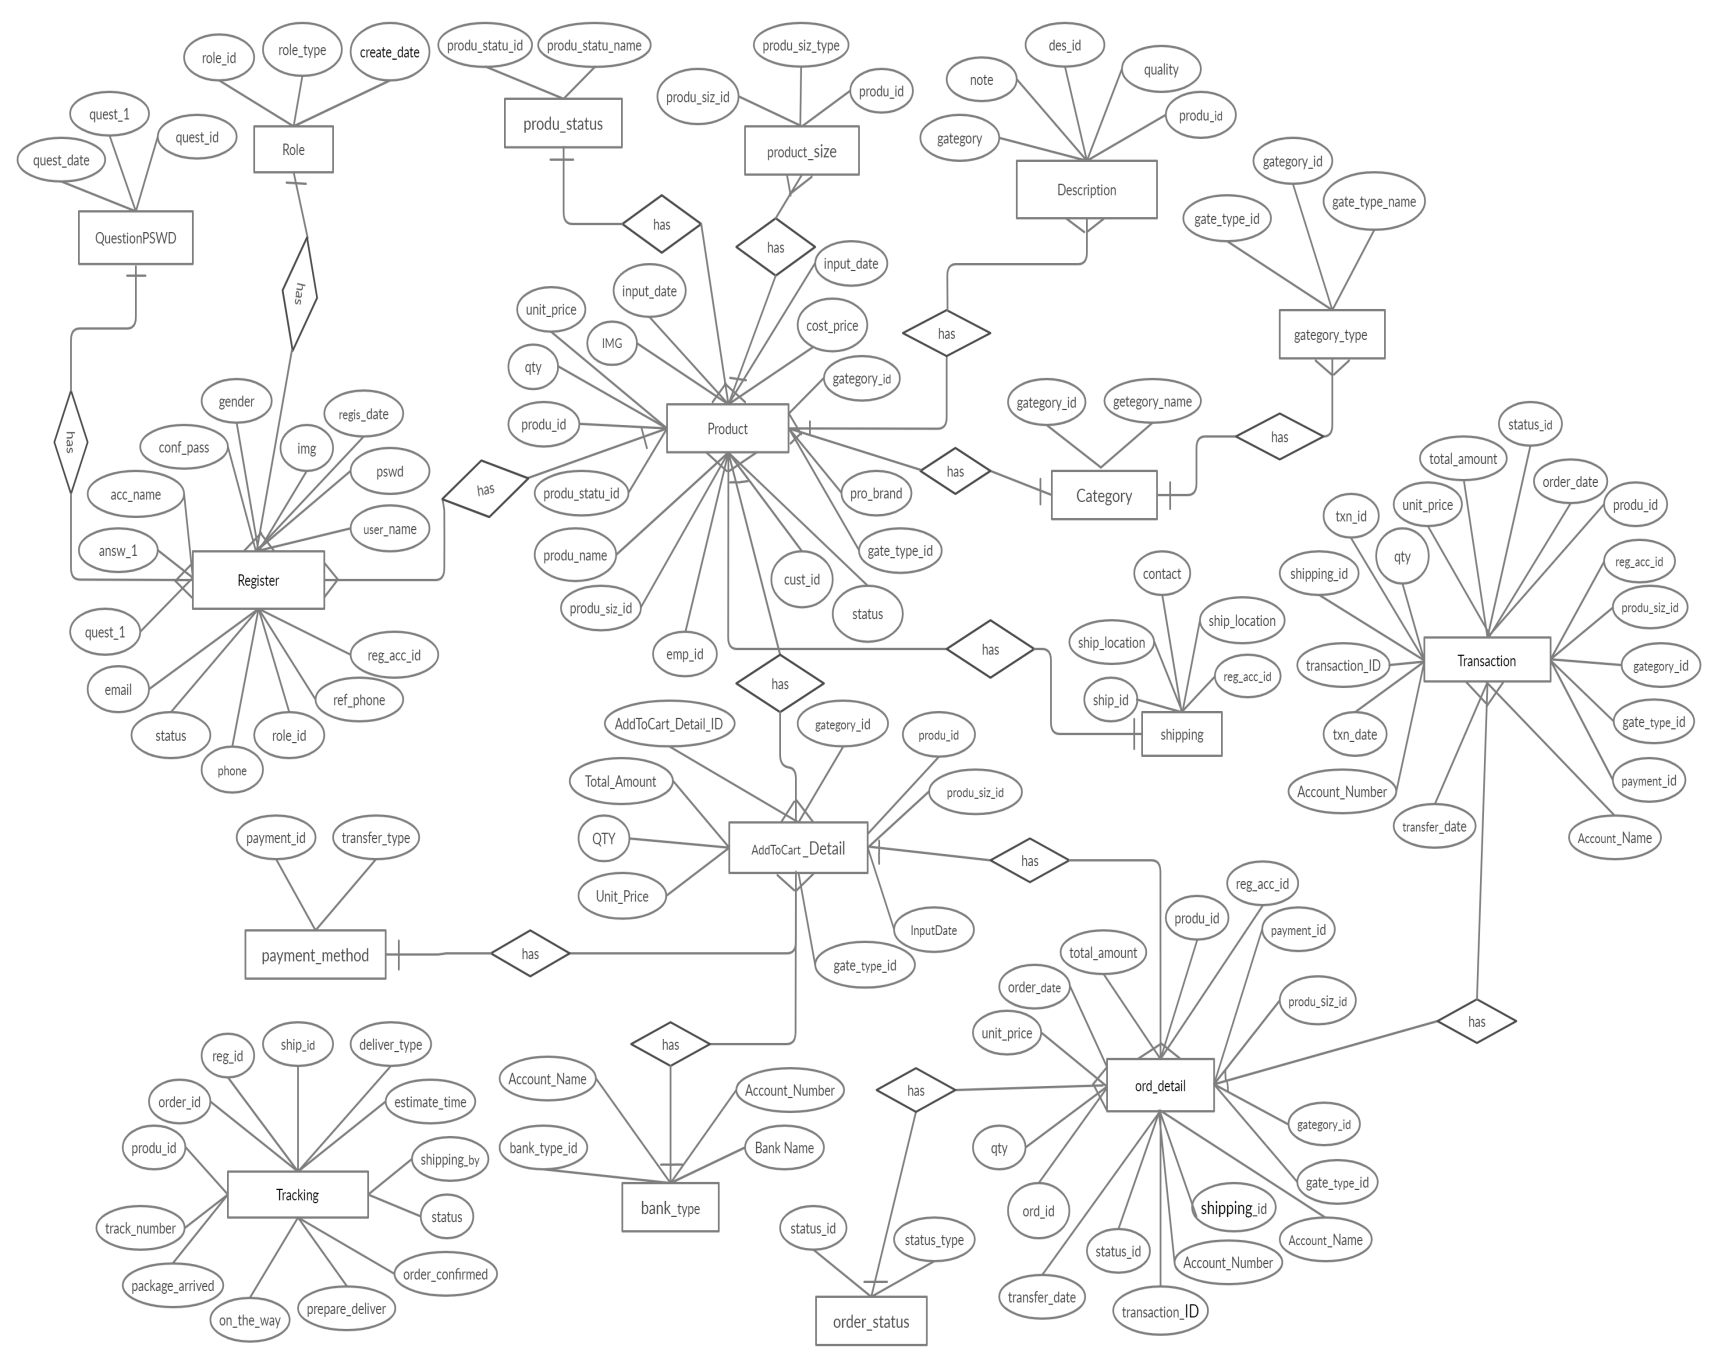 role_id
role_type
create_date
produ_statu_id
produ_statu_name
produ_siz_type
des_id
quality
note
produ_siz_id
produ_id
produ_id
quest_1
quest_id
quest_date
Role
produ_status
product_size
gategory
Description
gategory_id
gate_type_name
gate_type_id
QuestionPSWD
has
has
has
input_date
input_date
unit_price
cost_price
IMG
has
gategory_type
qty
gategory_id
gender
regis_date
gategory_id
getegory_name
produ_id
Product
has
conf_pass
img
has
status_id
pswd
has
total_amount
acc_name
has
produ_statu_id
pro_brand
Category
order_date
unit_price
produ_id
txn_id
user_name
answ_1
produ_name
gate_type_id
qty
reg_acc_id
Register
cust_id
contact
shipping_id
produ_siz_id
status
produ_siz_id
quest_1
ship_location
ship_location
reg_acc_id
emp_id
has
Transaction
transaction_ID
gategory_id
email
ref_phone
has
ship_id
reg_acc_id
status
role_id
AddToCart_Detail_ID
gategory_id
produ_id
shipping
txn_date
gate_type_id
phone
Total_Amount
produ_siz_id
Account_Number
payment_id
payment_id
transfer_type
QTY
AddToCart_Detail
has
transfer_date
Account_Name
Unit_Price
reg_acc_id
produ_id
InputDate
payment_id
payment_method
has
gate_type_id
total_amount
order_date
produ_siz_id
reg_id
ship_id
deliver_type
has
unit_price
has
order_id
estimate_time
Account_Name
Account_Number
has
ord_detail
produ_id
shipping_by
bank_type_id
Bank Name
qty
gategory_id
Tracking
gate_type_id
track_number
status
bank_type
status_id
status_type
ord_id
shipping_id
status_id
Account_Name
package_arrived
order_confirmed
Account_Number
on_the_way
prepare_deliver
order_status
transfer_date
transaction_ID